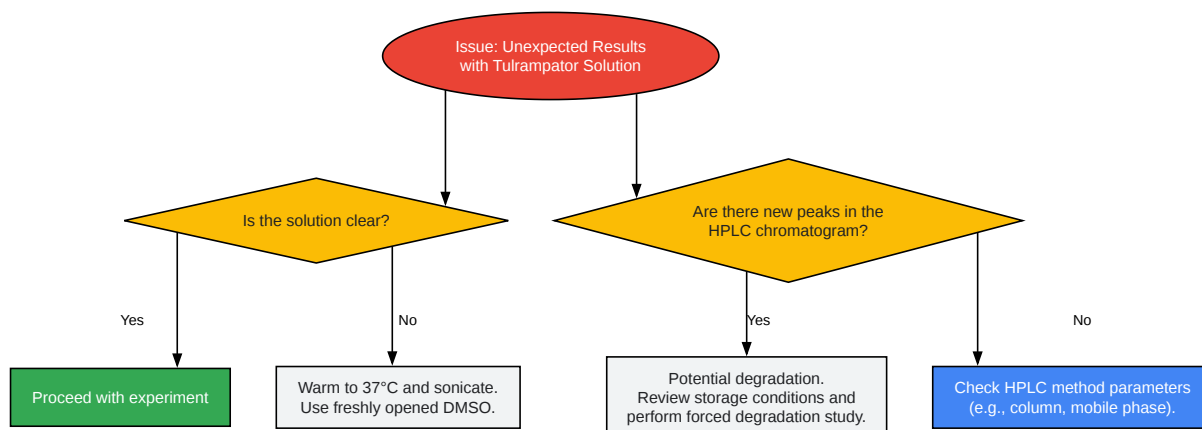 Issue: Unexpected Results
with Tulrampator Solution
Is the solution clear?
Are there new peaks in the
HPLC chromatogram?
Yes
No
Yes
No
Proceed with experiment
Warm to 37°C and sonicate.
Use freshly opened DMSO.
Potential degradation.
Review storage conditions and
perform forced degradation study.
Check HPLC method parameters
(e.g., column, mobile phase).